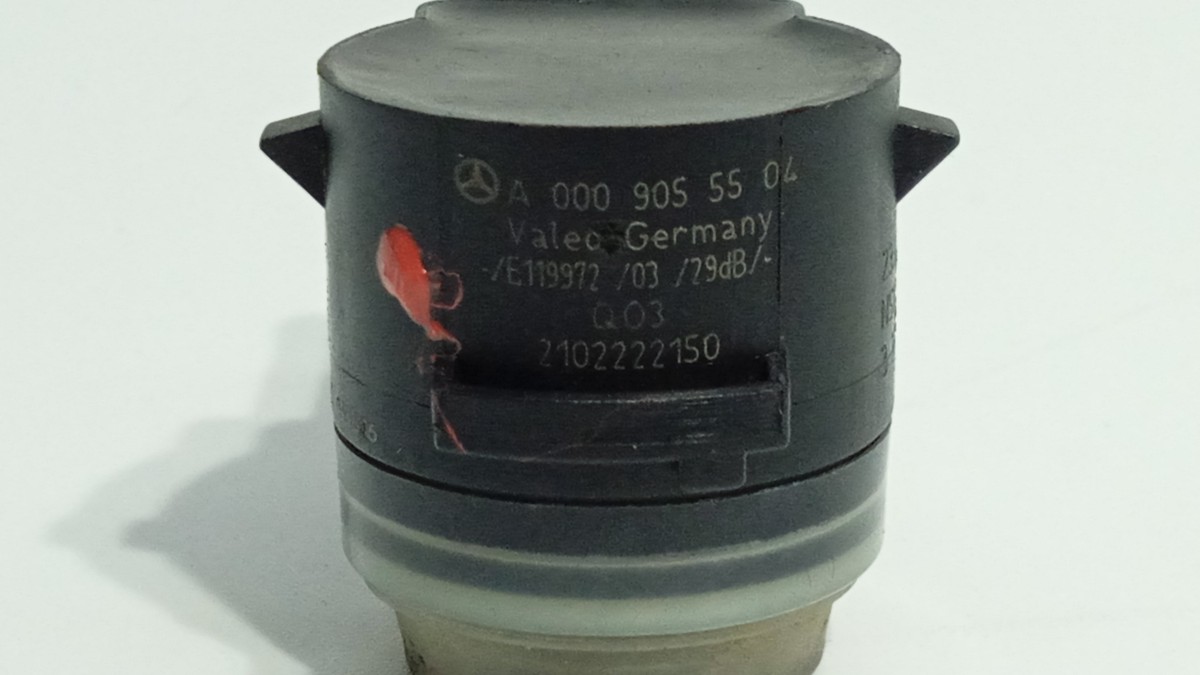 A 000 905 55 04
Valeo Germany
-/E119972 /03 /29dB/-
Q03
2102222150